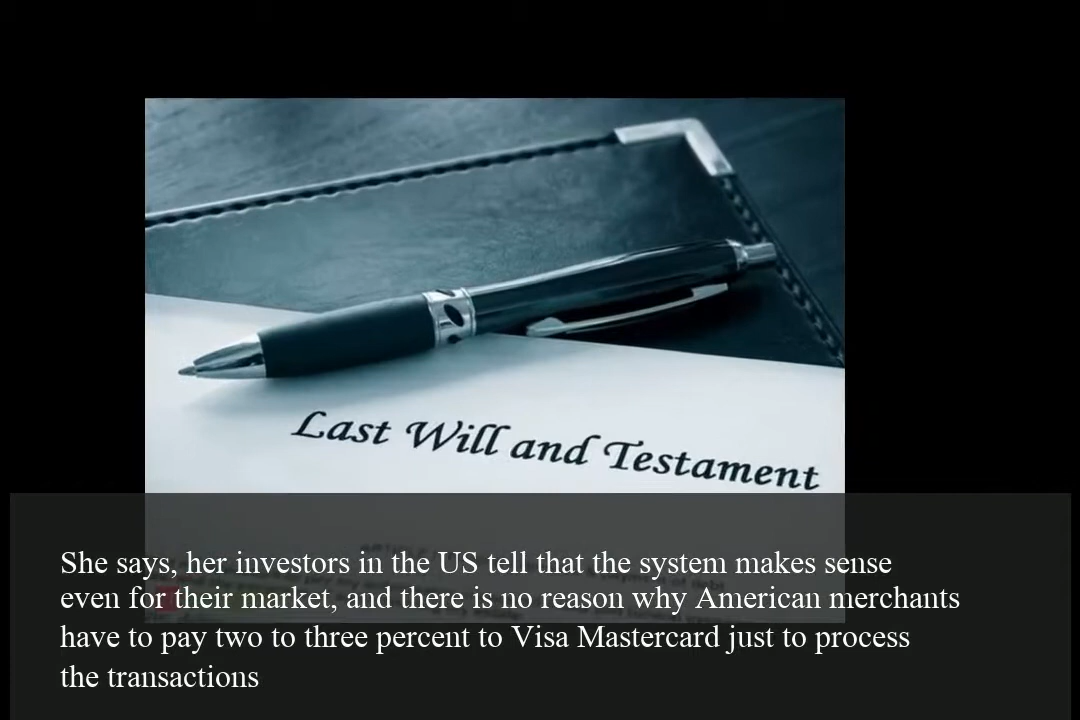 Last Will and Testament
She says, her investors in the US tell that the system makes sense
even for their market, and there is no reason why American merchants
have to pay two to three percent to Visa Mastercard just to process
the transactions